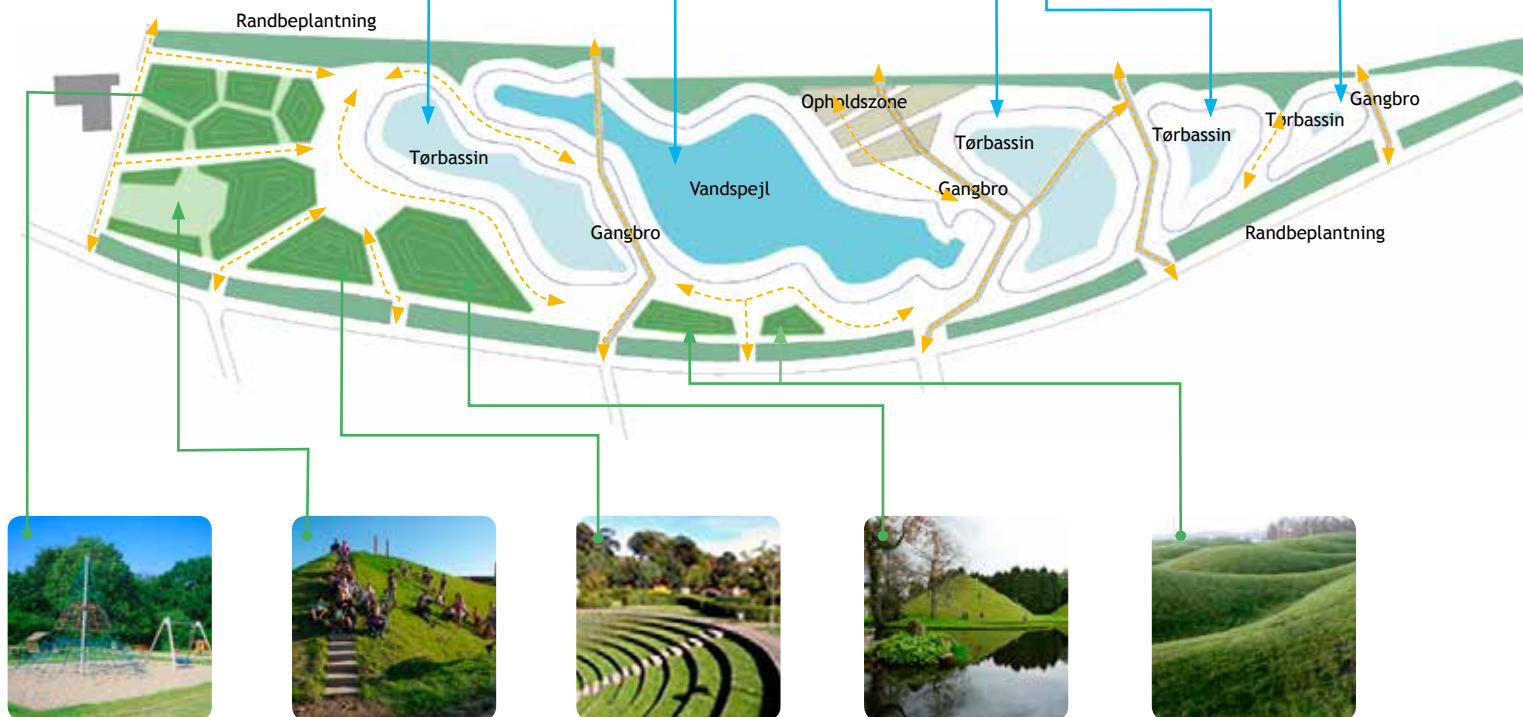 Randbeplantning
Opholdszone
Gangbro
Tørbassin
Tørbassin
Tørbassin
Tørbassin
Vandspejl
Gangbro
Gangbro
Randbeplantning